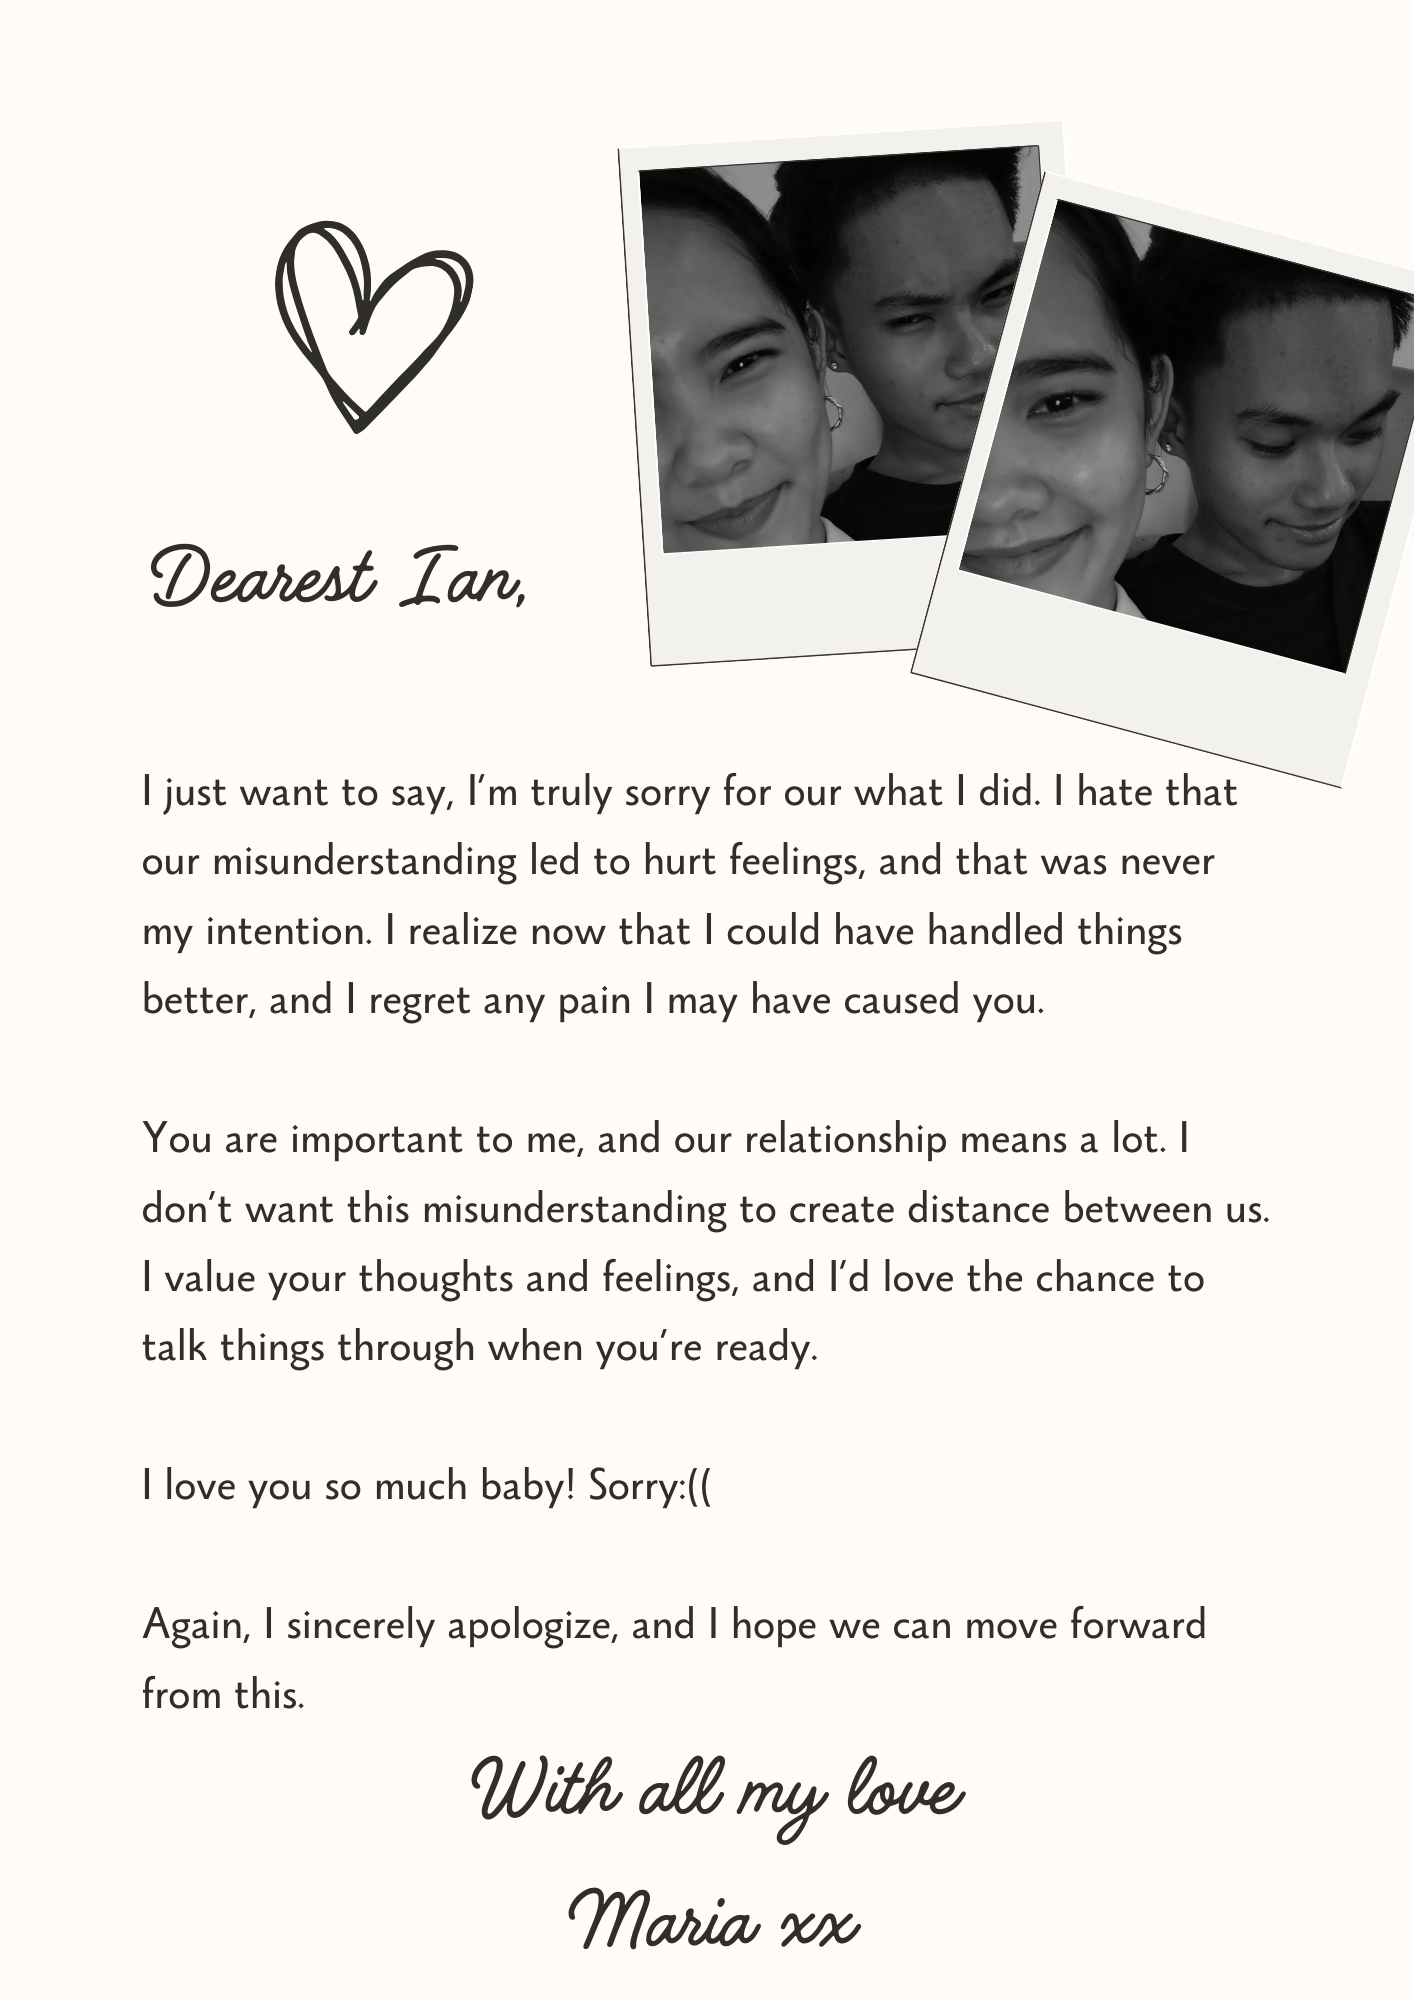 Dearest Ian,
I just want to say, I'm truly sorry for our what I did. I hate that
our misunderstanding led to hurt feelings, and that was never
my intention. I realize now that I could have handled things
better, and I regret any pain I may have caused you.
You are important to me, and our relationship means a lot. I
don't want this misunderstanding to create distance between us.
I value your thoughts and feelings, and I'd love the chance to
talk things through when you're ready.
I love you so much baby! Sorry:((
Again, I sincerely apologize, and I hope we can move forward
from this.
With all my love
Maria xx